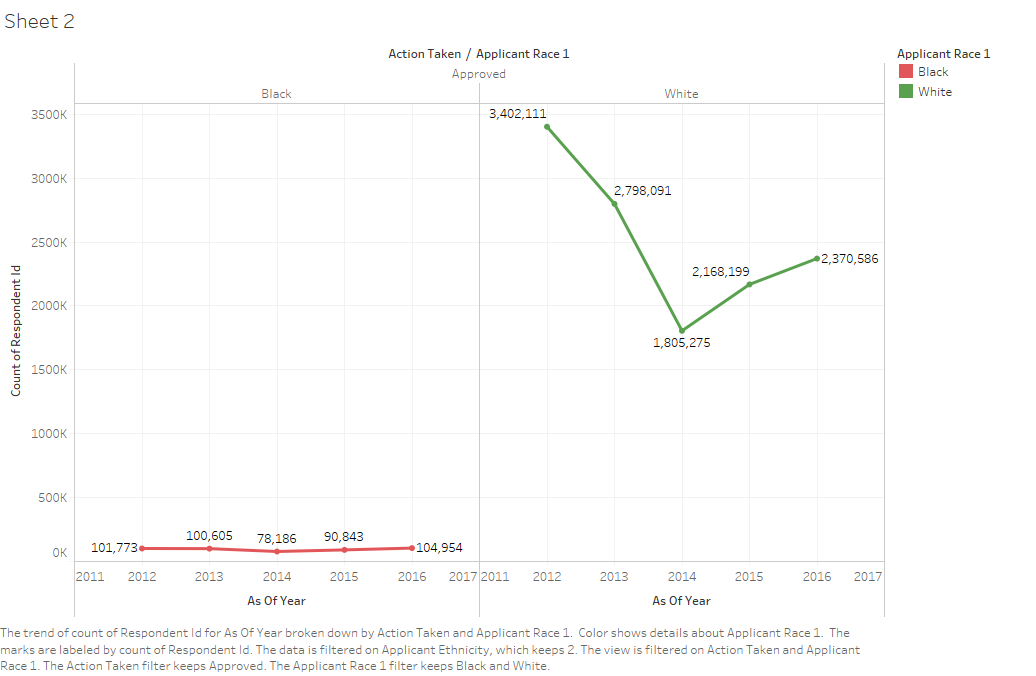 Sheet 2
Action Taken / Applicant Race 1
Approved
Black
White
Applicant Race 1
Black
White
3500K
3000K
2500K
2000K
1500K
1000K
500K
0K
Count of Respondent Id
101,773
100,605
78,186
90,843
104,954
3,402,111
2,798,091
1,805,275
2,168,199
2,370,586
2011 2012 2013 2014 2015 2016 2017
2011 2012 2013 2014 2015 2016 2017
As Of Year
As Of Year
The trend of count of Respondent Id for As Of Year broken down by Action Taken and Applicant Race 1.  Color shows details about Applicant Race 1.  The
marks are labeled by count of Respondent Id. The data is filtered on Applicant Ethnicity, which keeps 2. The view is filtered on Action Taken and Applicant
Race 1. The Action Taken filter keeps Approved. The Applicant Race 1 filter keeps Black and White.